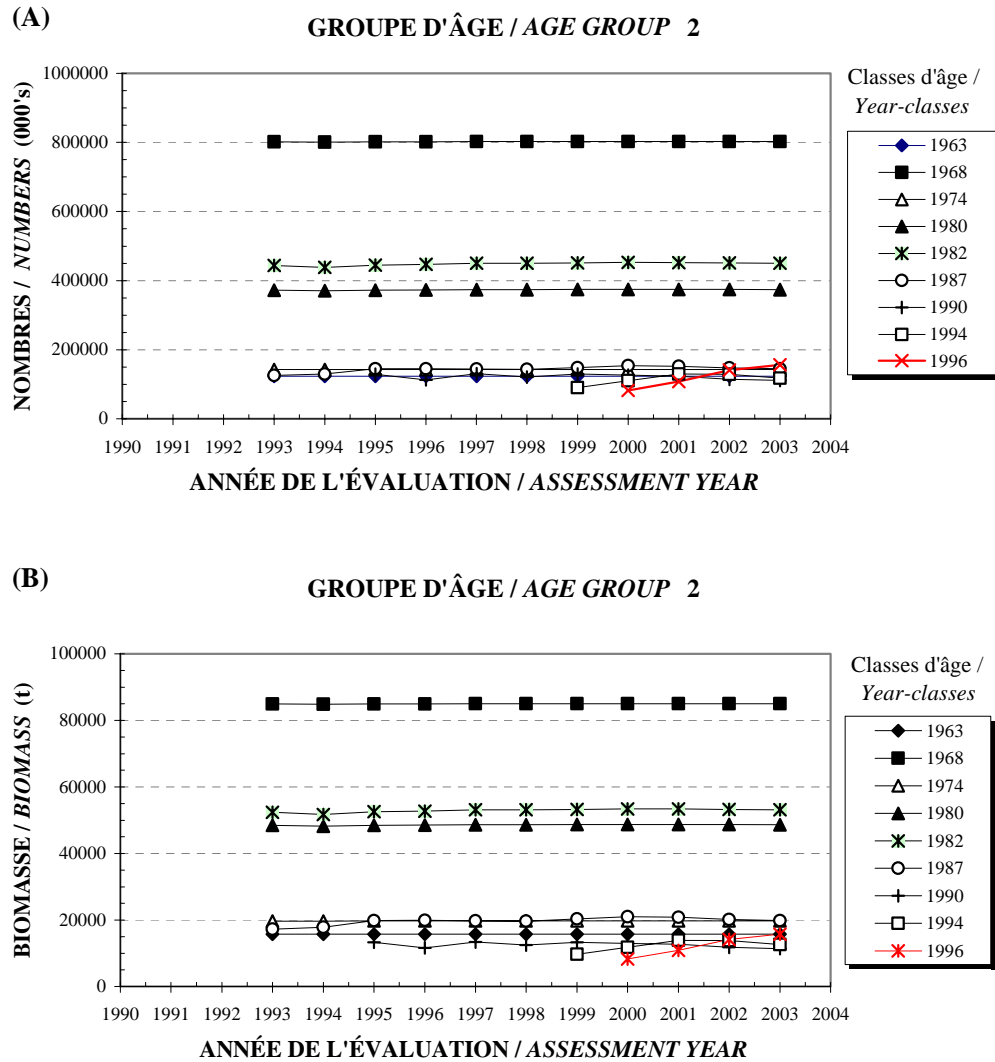 (A)
GROUPE D'ÂGE / AGE GROUP 2
1000000
800000
600000
400000
200000
0
NOMBRES / NUMBERS (000's)
1990 1991 1992 1993 1994 1995 1996 1997 1998 1999 2000 2001 2002 2003 2004
ANNÉE DE L'ÉVALUATION / ASSESSMENT YEAR
Classes d'âge /
Year-classes
1963
1968
1974
1980
1982
1987
1990
1994
1996
(B)
GROUPE D'ÂGE / AGE GROUP 2
100000
80000
60000
40000
20000
0
BIOMASSE / BIOMASS (t)
1990 1991 1992 1993 1994 1995 1996 1997 1998 1999 2000 2001 2002 2003 2004
ANNÉE DE L'ÉVALUATION / ASSESSMENT YEAR
Classes d'âge /
Year-classes
1963
1968
1974
1980
1982
1987
1990
1994
1996